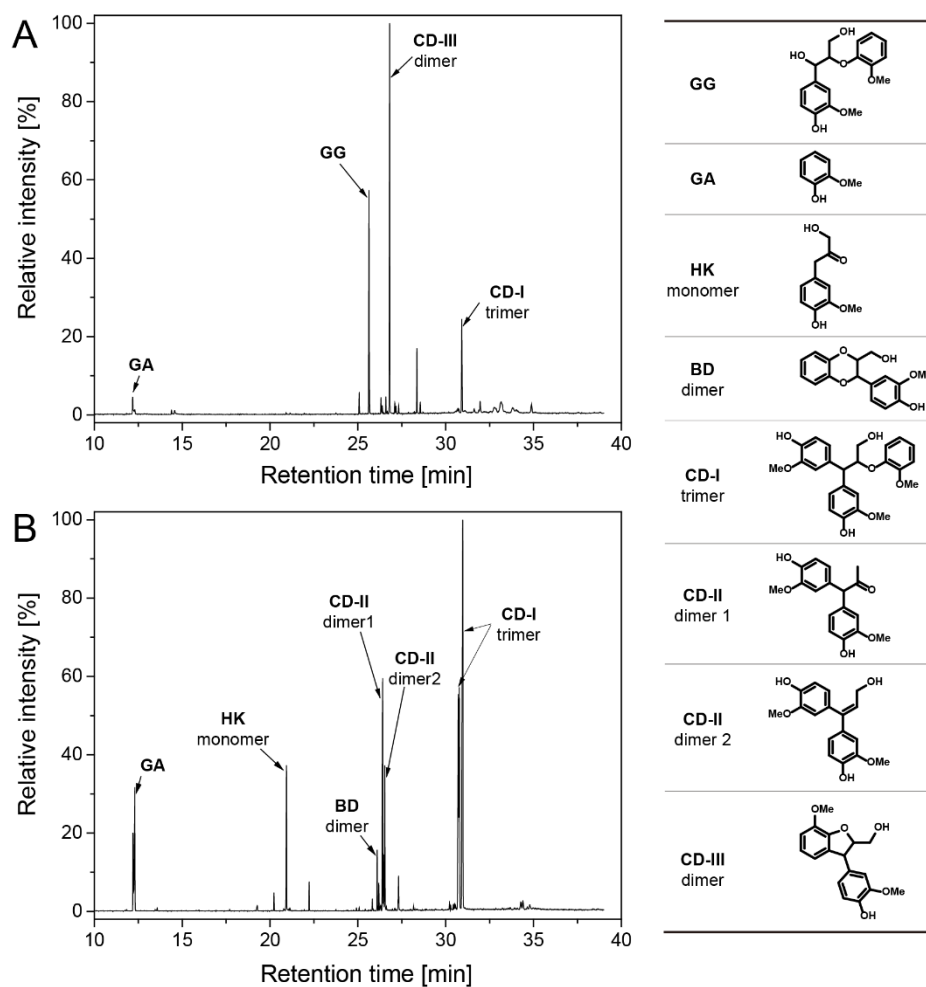 A
Relative intensity [%]
100
80
60
40
20
0
CD-III
dimer
GG
CD-I
trimer
GA
10 15 20 25 30 35 40
Retention time [min]
B
Relative intensity [%]
100
80
60
40
20
0
CD-II
dimer1
CD-I
trimer
CD-II
dimer2
HK
monomer
GA
BD
dimer
10 15 20 25 30 35 40
Retention time [min]
GG
OH
HO
O
OMe
OMe
OH
GA
OMe
OH
HK
monomer
HO
O
OMe
OH
BD
dimer
O
OH
O
OM
OH
CD-I
trimer
HO
OH
MeO
O
OMe
OMe
OH
CD-II
dimer 1
HO
MeO
O
OMe
OH
CD-II
dimer 2
HO
OH
MeO
OMe
OH
CD-III
dimer
MeO
O
OH
OMe
OH